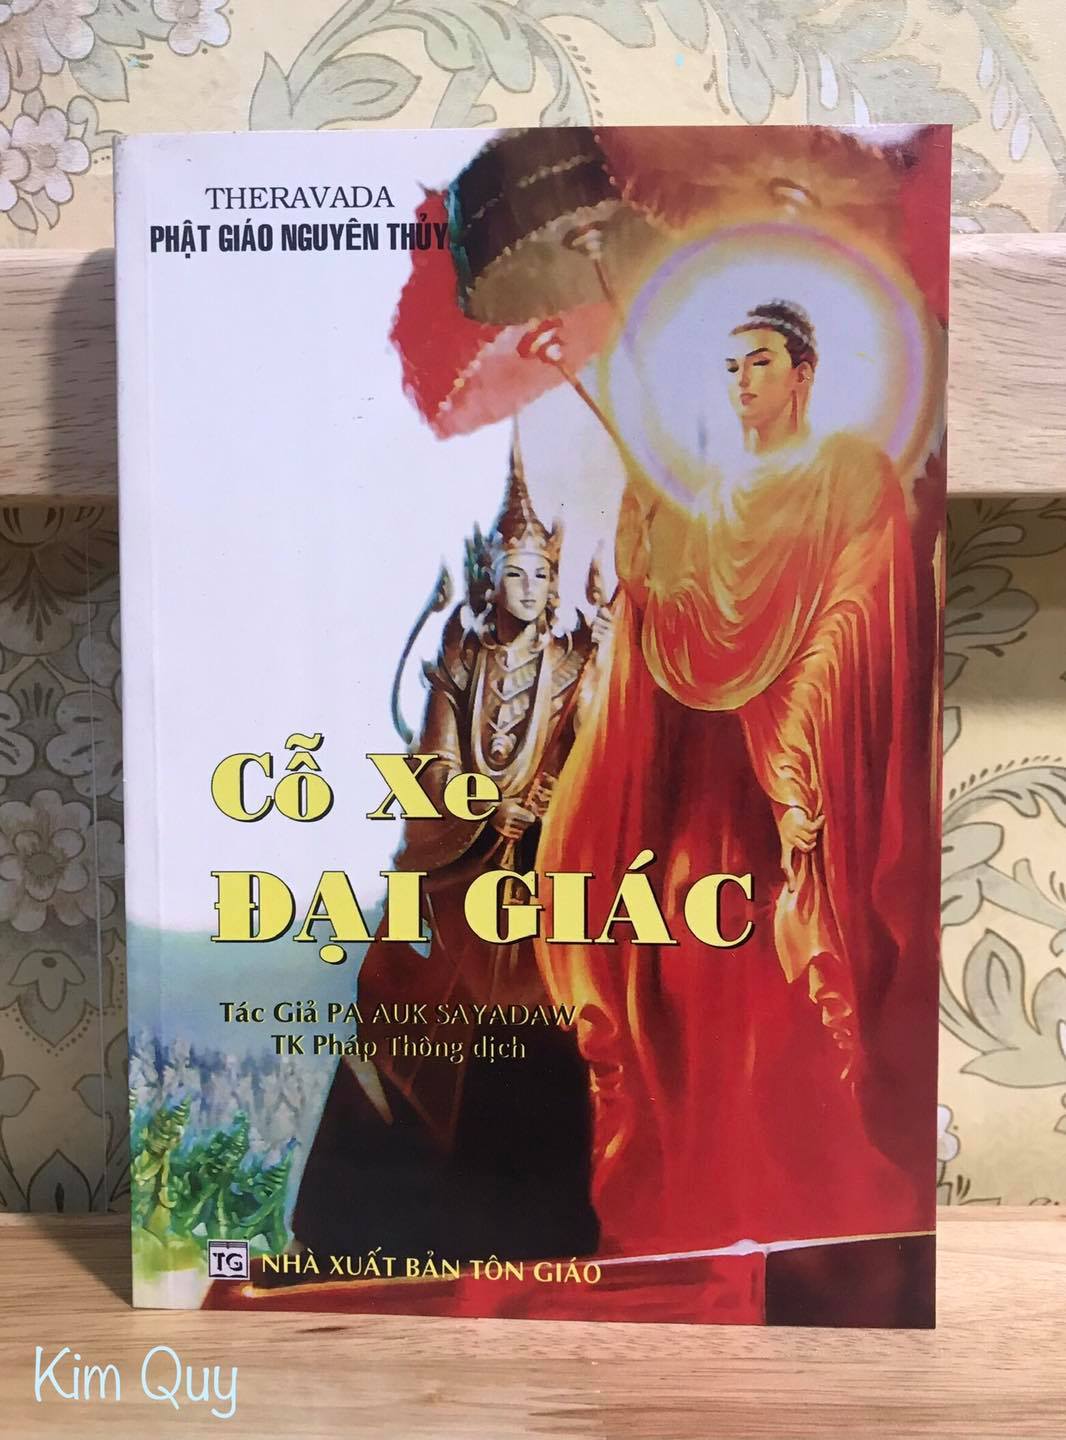 THERAVADA
PHẬT GIÁO NGUYÊN THỦY
Cỗ Xe
ĐẠI GIÁC
Tác Giả PA AUK SAYADAW
TK Pháp Thông dịch
TG NHÀ XUẤT BẢN TÔN GIÁO
Kim Quy